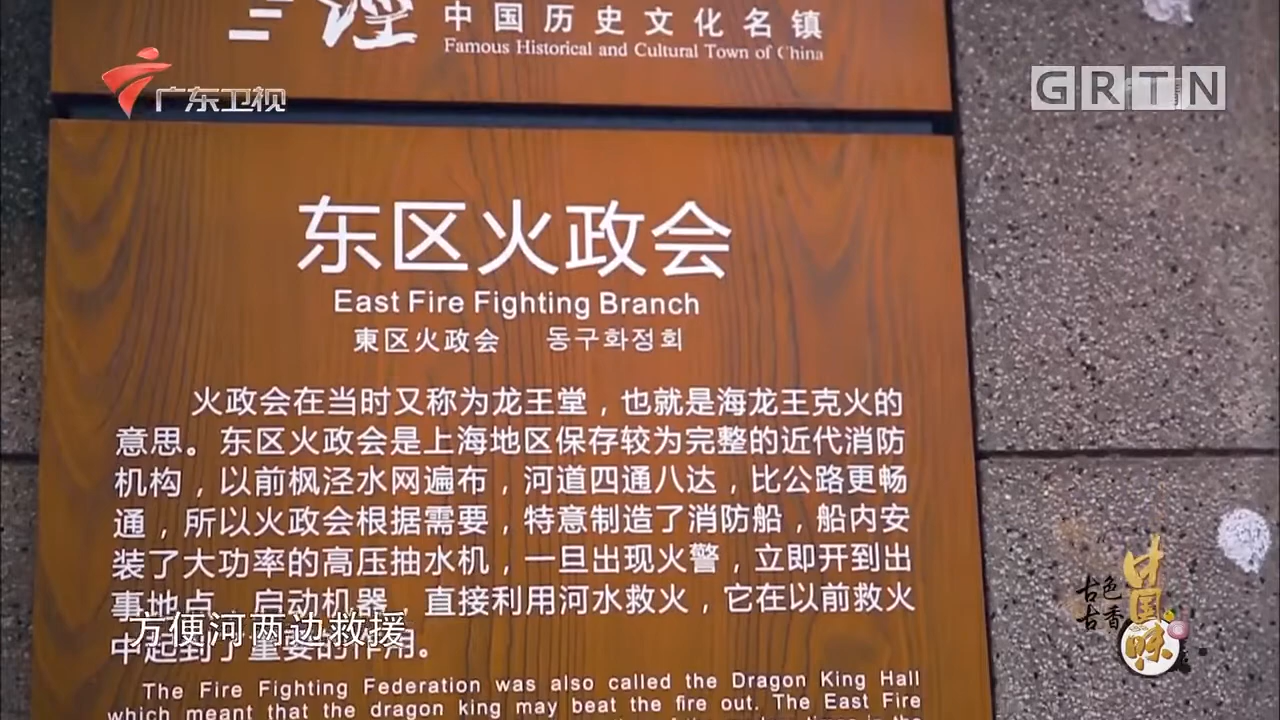 泾 中国历史文化名镇
Famous Historical and Cultural Town of China
广东卫视
GRTN
东区火政会
East Fire Fighting Branch
東区火政会 동구화정회
火政会在当时又称为龙王堂，也就是海龙王克火的
意思。东区火政会是上海地区保存较为完整的近代消防
机构，以前枫泾水网遍布，河道四通八达，比公路更畅
通，所以火政会根据需要，特意制造了消防船，船内安
装了大功率的高压抽水机，一旦出现火警，立即开到出
事地点，启动机器，直接利用河水救火，它在以前救火
中起到了重要的作用。
方便河两边救援
The Fire Fighting Federation was also called the Dragon King Hall
which meant that the dragon king may beat the fire out. The East Fire
古色
古香
中国味